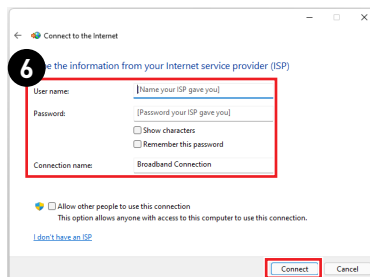 Connect to the Internet
6
e the information from your Internet service provider (ISP)
User name:
[Name your ISP gave you]
Password:
[Password your ISP gave you]
Show characters
Remember this password
Connection name:
Broadband Connection
Allow other people to use this connection
This option allows anyone with access to this computer to use this connection.
I don't have an ISP
Connect
Cancel